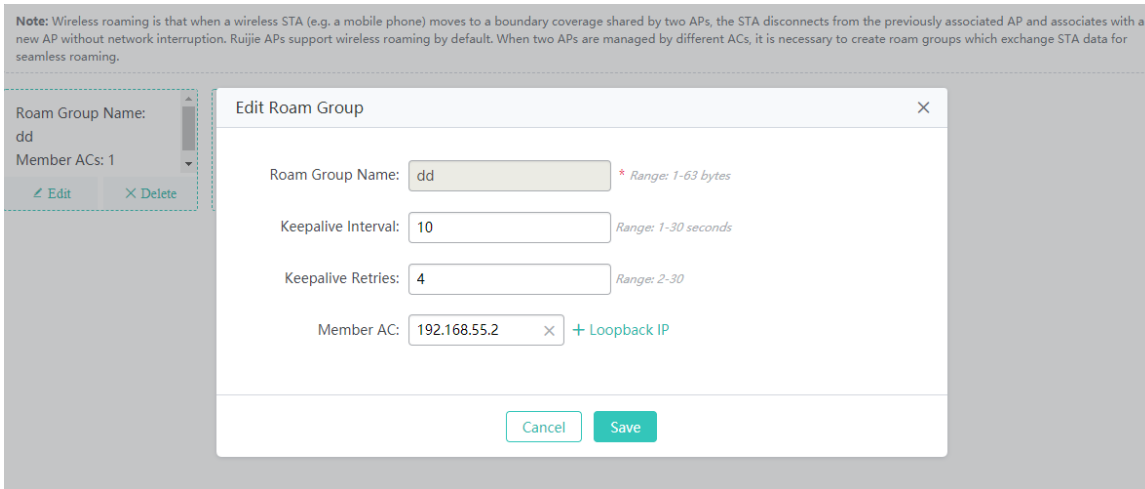 Note: Wireless roaming is that when a wireless STA (e.g. a mobile phone) moves to a boundary coverage shared by two APs, the STA disconnects from the previously associated AP and associates with a
new AP without network interruption. Ruijie APs support wireless roaming by default. When two APs are managed by different ACs, it is necessary to create roam groups which exchange STA data for
seamless roaming.
Roam Group Name:
dd
Member ACs: 1
Edit Delete
Edit Roam Group
Roam Group Name: dd * Range: 1-63 bytes
Keepalive Interval: 10 Range: 1-30 seconds
Keepalive Retries: 4 Range: 2-30
Member AC: 192.168.55.2 + Loopback IP
Cancel Save